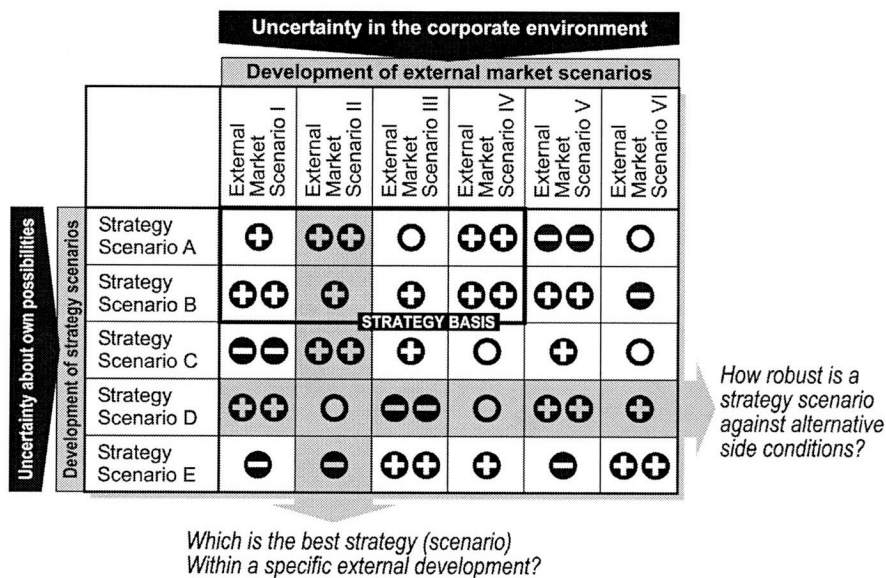 Uncertainty in the corporate environment
Development of external market scenarios
External
Market
Scenario I
External
Market
Scenario II
External
Market
Scenario III
External
Market
Scenario IV
External
Market
Scenario V
External
Market
Scenario VI
Uncertainty about own possibilities
Development of strategy scenarios
Strategy
Scenario A
Strategy
Scenario B
STRATEGY BASIS
Strategy
Scenario C
Strategy
Scenario D
Strategy
Scenario E
How robust is a
strategy scenario
against alternative
side conditions?
Which is the best strategy (scenario)
Within a specific external development?